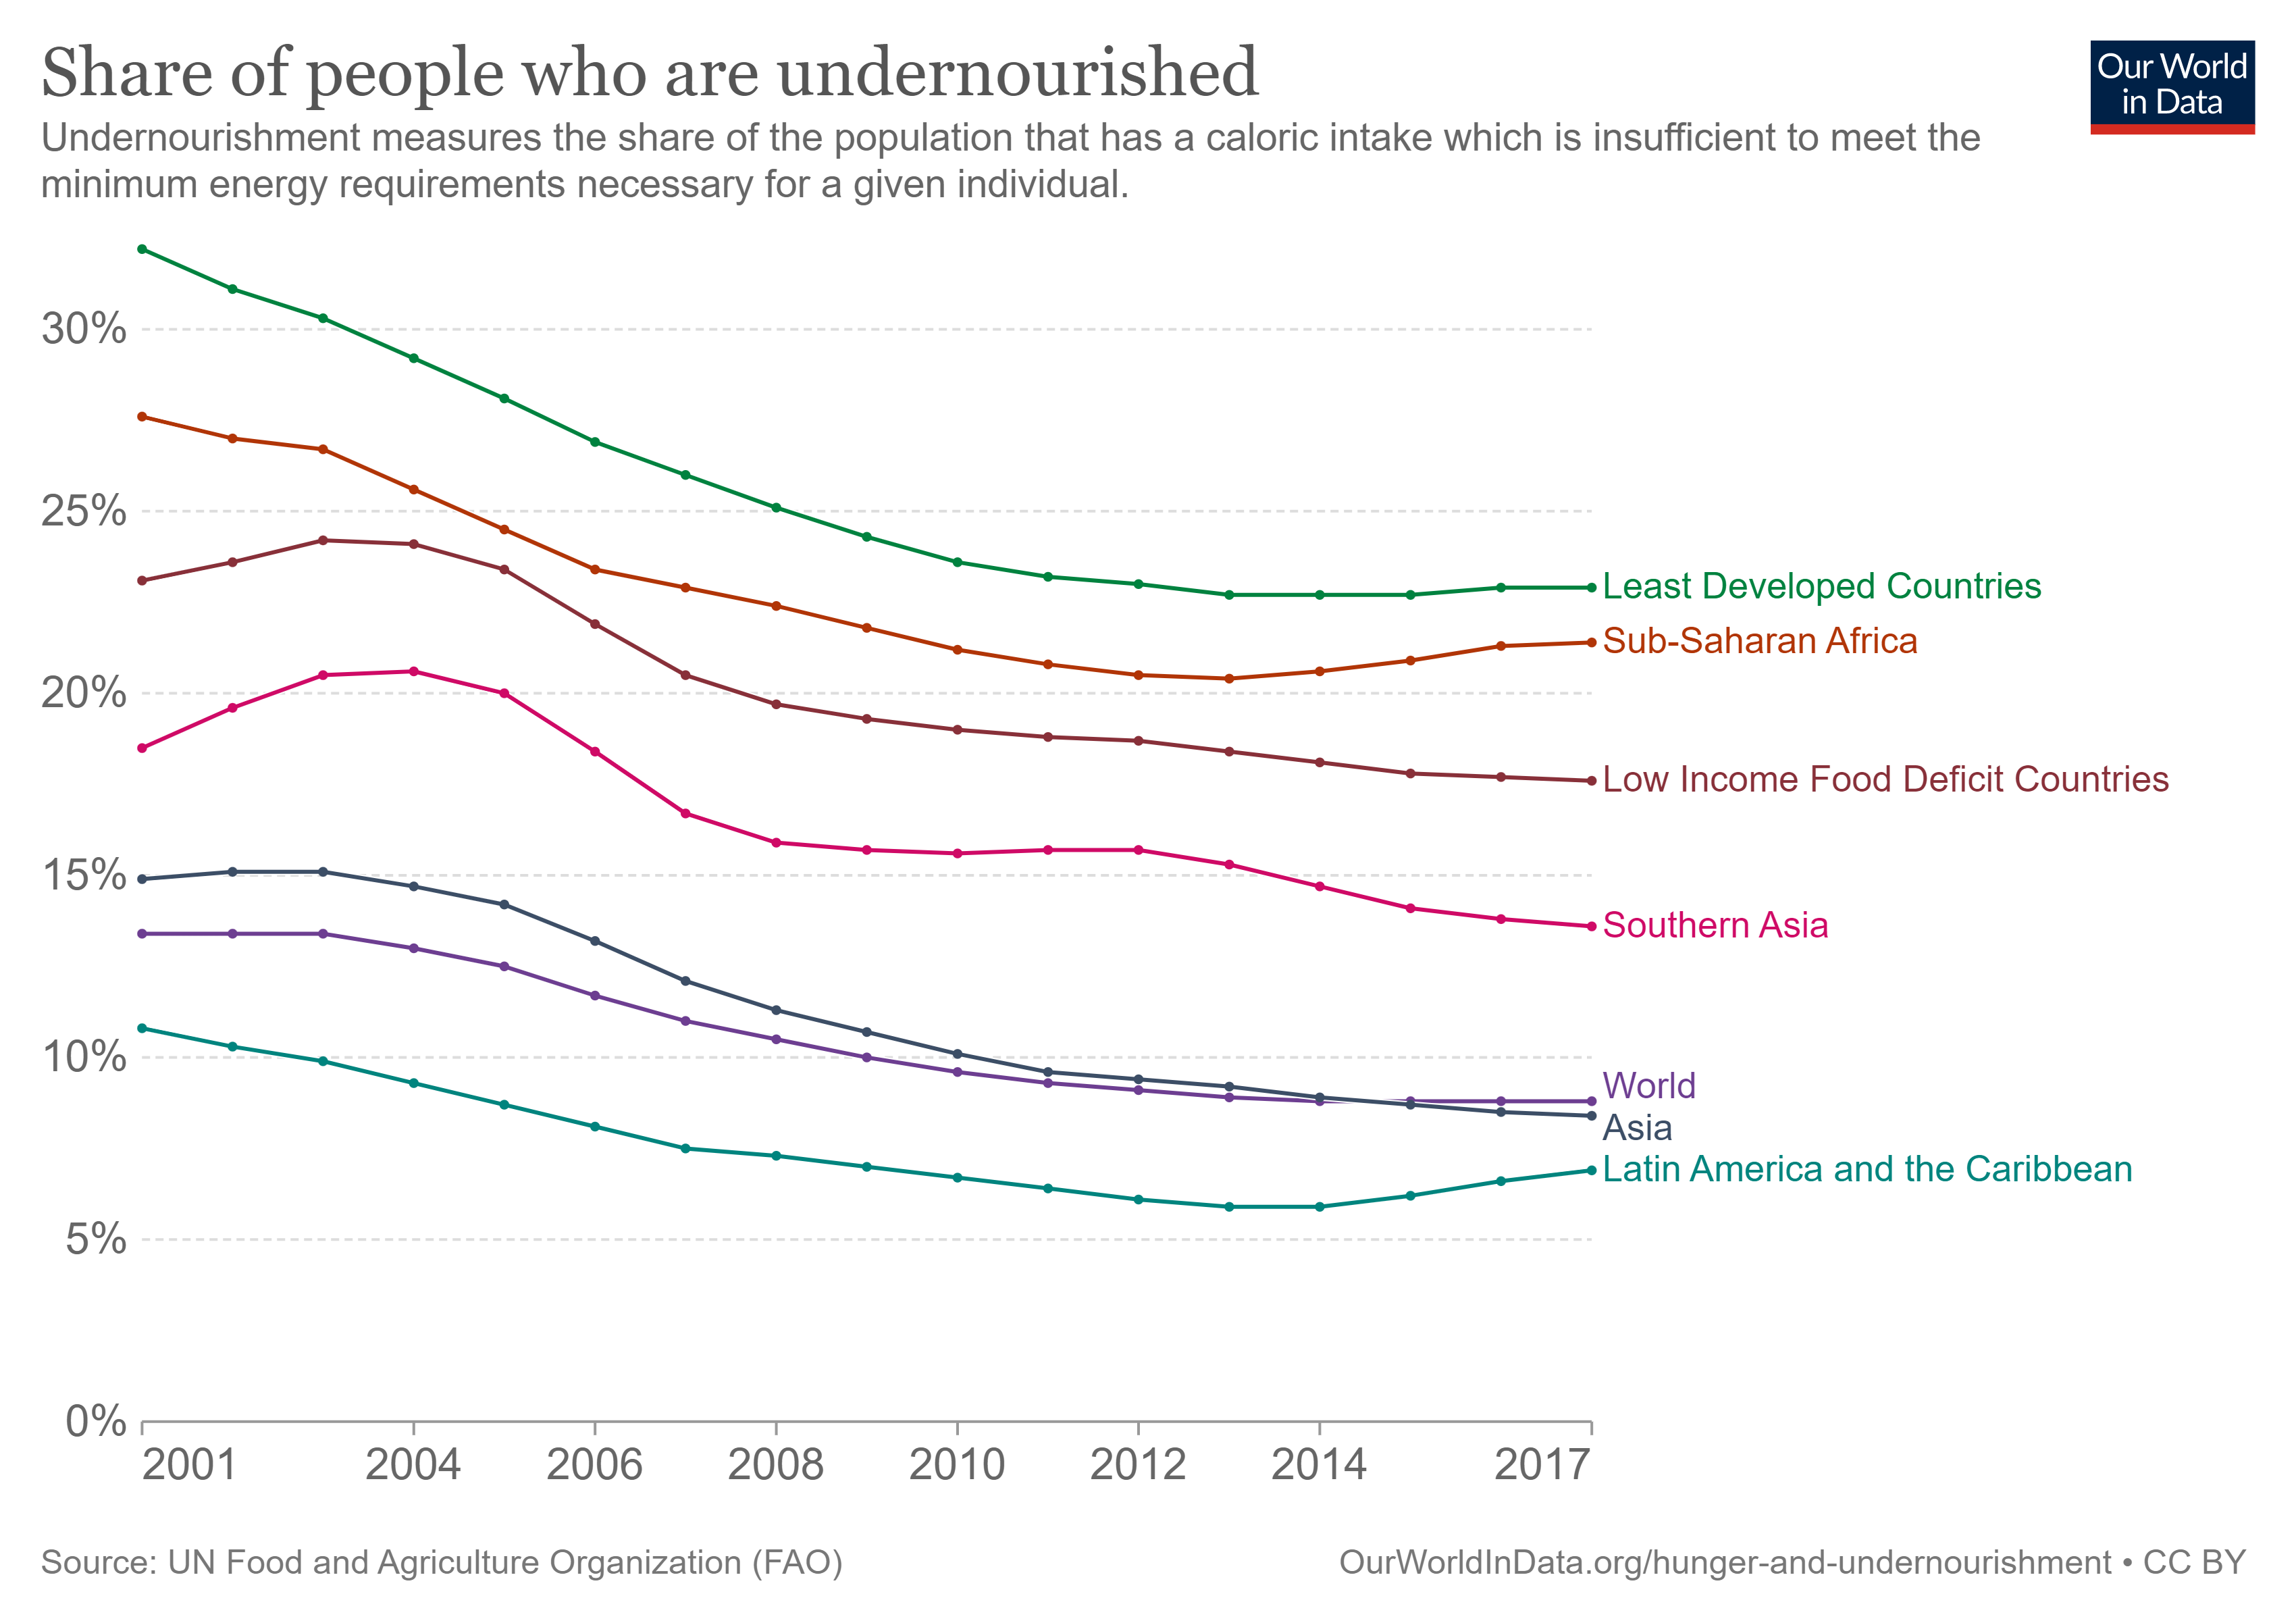 Share of people who are undernourished
Our World
in Data
Undernourishment measures the share of the population that has a caloric intake which is insufficient to meet the
minimum energy requirements necessary for a given individual.
30%
25%
20%
15%
10%
5%
0%
Least Developed Countries
Sub-Saharan Africa
Low Income Food Deficit Countries
Southern Asia
World
Asia
Latin America and the Caribbean
2001 2004 2006 2008 2010 2012 2014 2017
Source: UN Food and Agriculture Organization (FAO)
OurWorldInData.org/hunger-and-undernourishment • CC BY